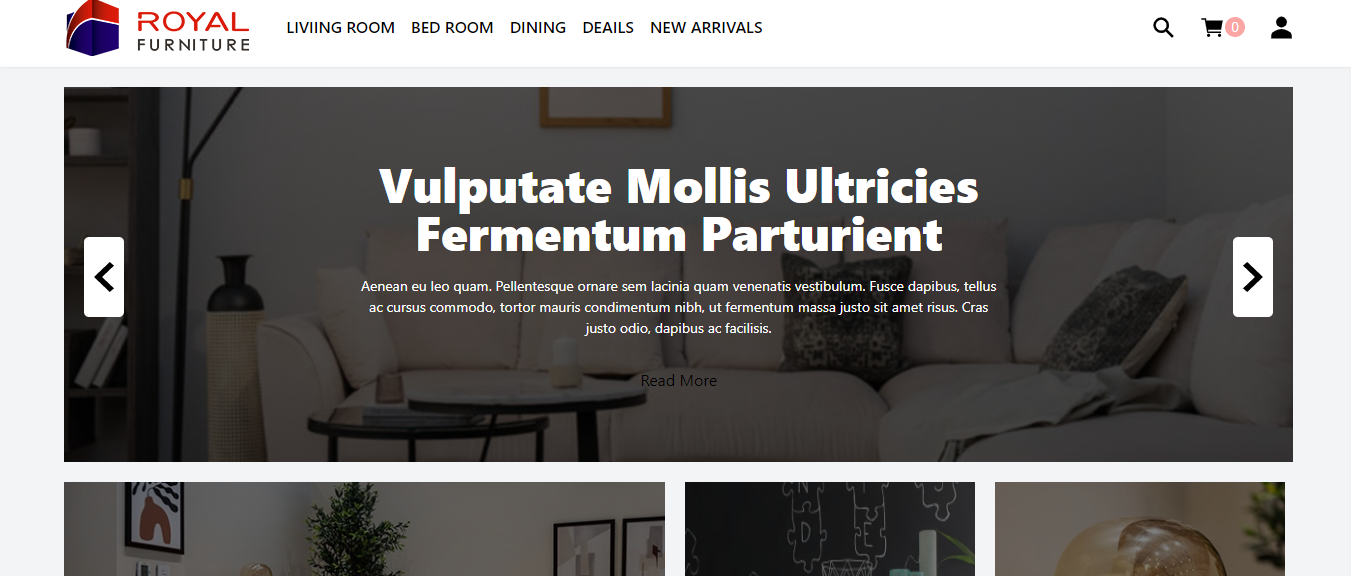 ROYAL
FURNITURE
LIVIING ROOM BED ROOM DINING DEAILS NEW ARRIVALS
0
Vulputate Mollis Ultricies
Fermentum Parturient
Aenean eu leo quam. Pellentesque ornare sem lacinia quam venenatis vestibulum. Fusce dapibus, tellus
ac cursus commodo, tortor mauris condimentum nibh, ut fermentum massa justo sit amet risus. Cras
justo odio, dapibus ac facilisis.
Read More